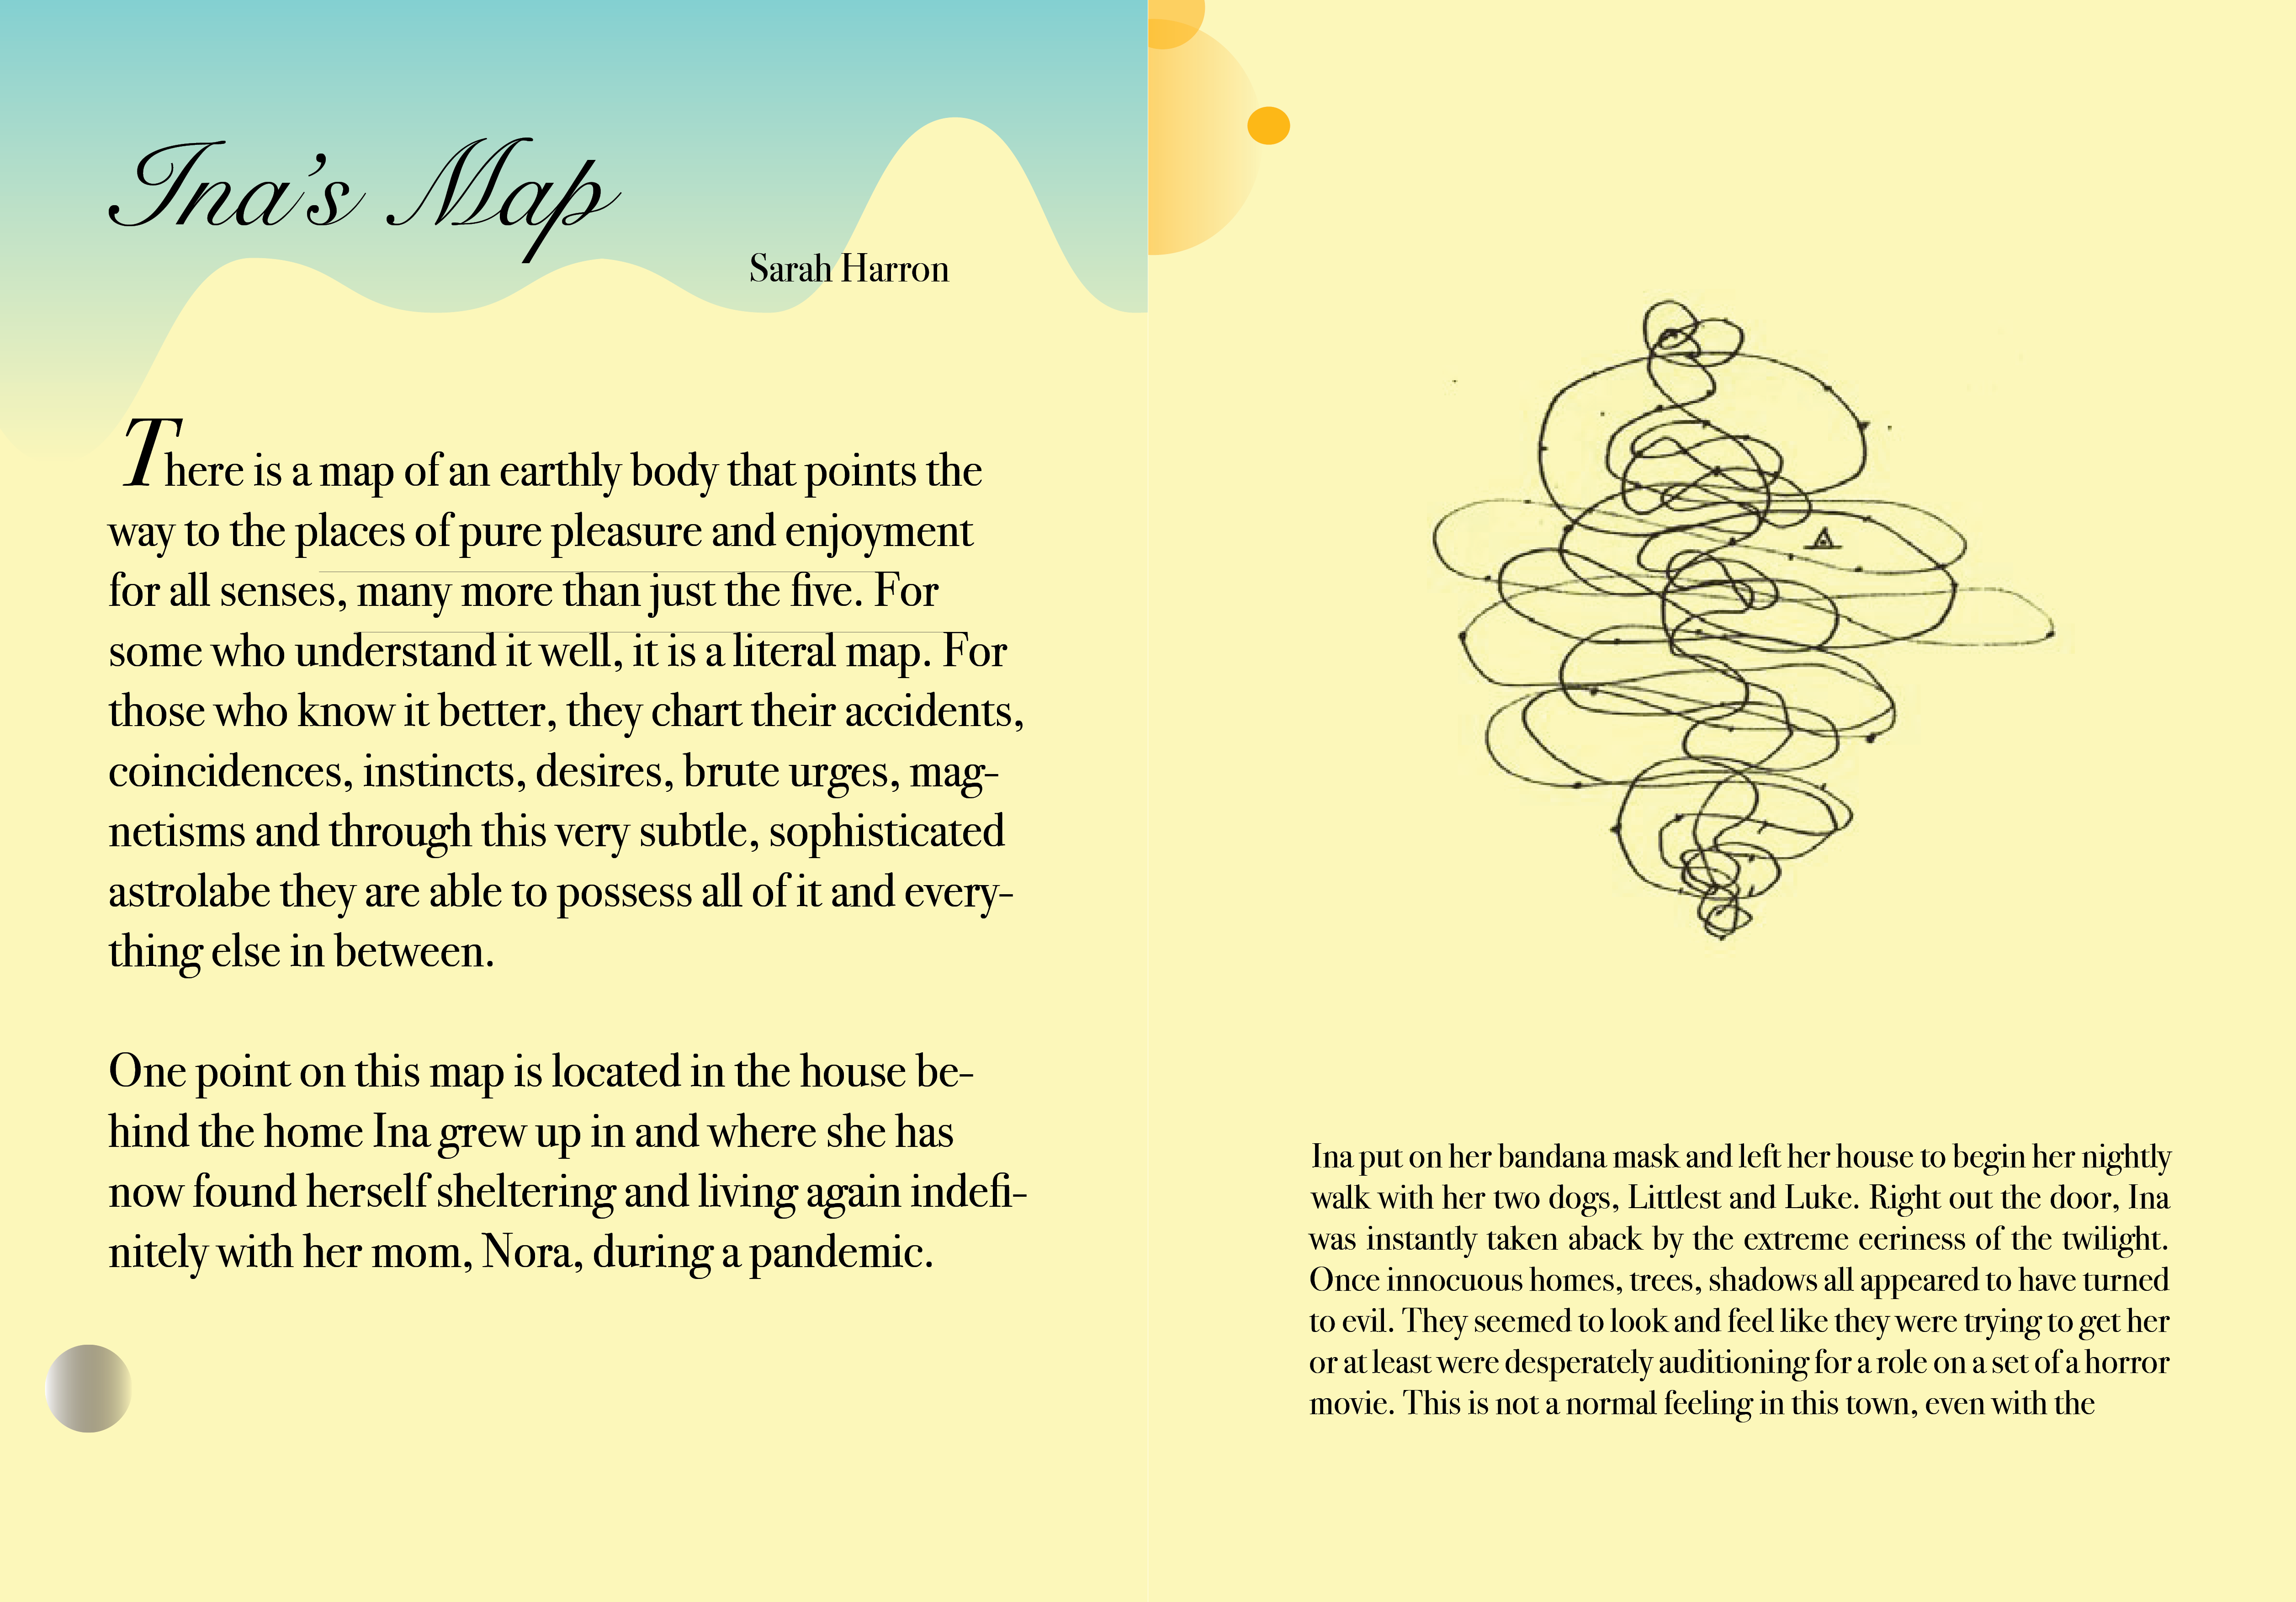 Ina's Map
Sarah Harron
There is a map of an earthly body that points the
way to the places of pure pleasure and enjoyment
for all senses, many more than just the five. For
some who understand it well, it is a literal map. For
those who know it better, they chart their accidents,
coincidences, instincts, desires, brute urges, mag-
netisms and through this very subtle, sophisticated
astrolabe they are able to possess all of it and every-
thing else in between.
One point on this map is located in the house be-
hind the home Ina grew up in and where she has
now found herself sheltering and living again indefi-
nitely with her mom, Nora, during a pandemic.
Ina put on her bandana mask and left her house to begin her nightly
walk with her two dogs, Littlest and Luke. Right out the door, Ina
was instantly taken aback by the extreme eeriness of the twilight.
Once innocuous homes, trees, shadows all appeared to have turned
to evil. They seemed to look and feel like they were trying to get her
or at least were desperately auditioning for a role on a set of a horror
movie. This is not a normal feeling in this town, even with the